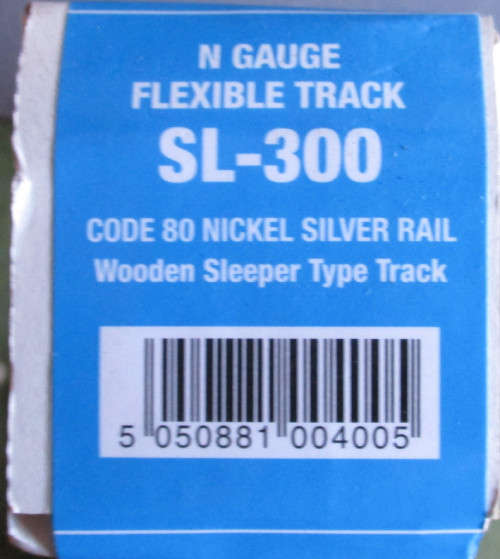 N GAUGE
FLEXIBLE TRACK
SL-300
CODE 80 NICKEL SILVER RAIL
Wooden Sleeper Type Track
5 050881 004005